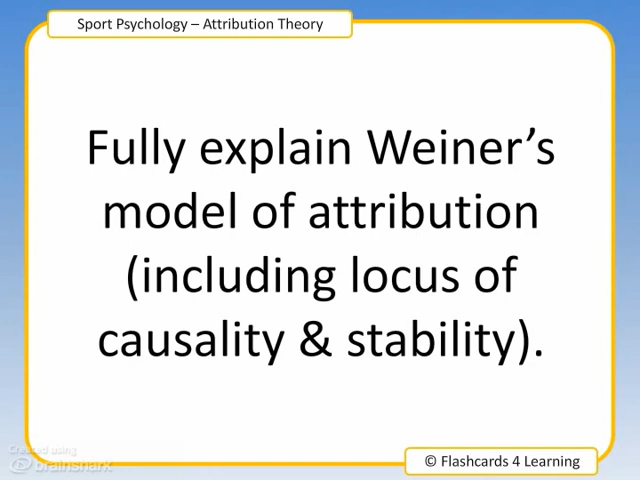 Sport Psychology – Attribution Theory
Fully explain Weiner’s
model of attribution
(including locus of
causality & stability).
Created using
brainshark
© Flashcards 4 Learning